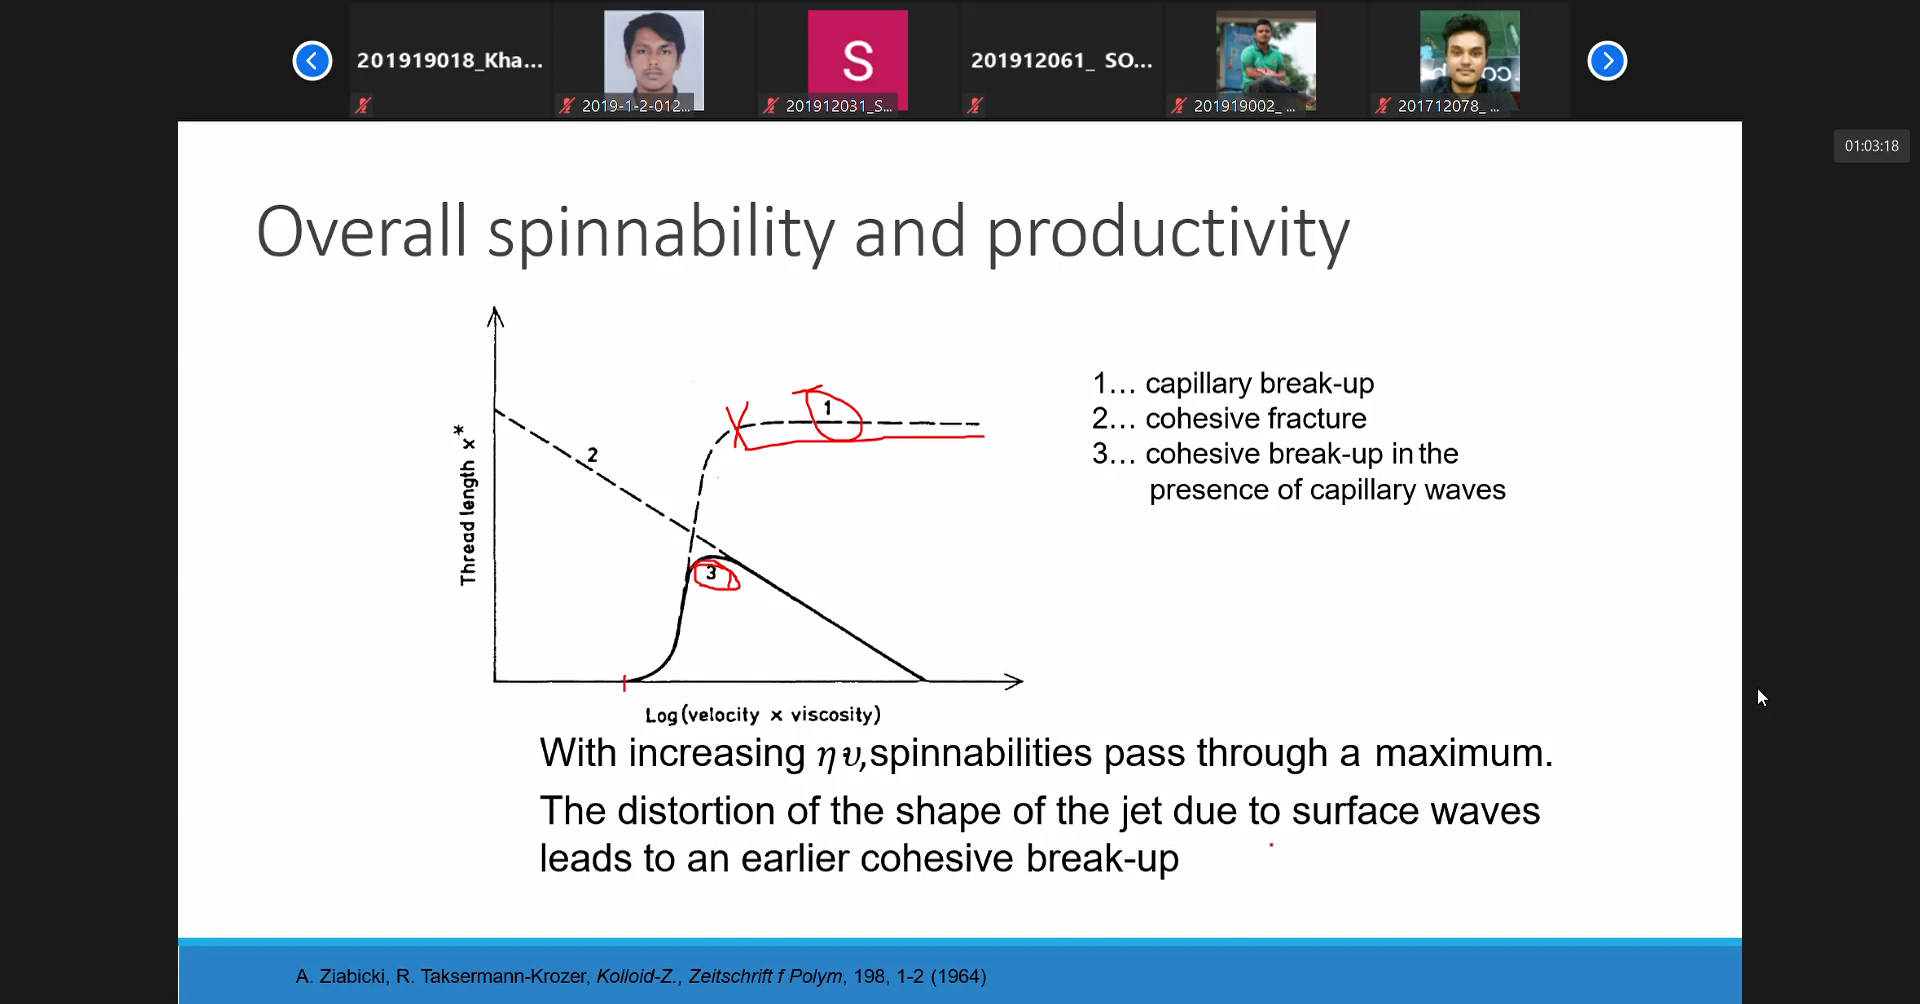 201919018_Kha...
2019-1-2-012...
S
201912031_S...
201912061_ SO...
201919002_ ...
201712078_ ...
01:03:18
Overall spinnability and productivity
Thread length x*
1
2
3
Log (velocity x viscosity)
1... capillary break-up
2... cohesive fracture
3... cohesive break-up in the
presence of capillary waves
With increasing η υ, spinnabilities pass through a maximum.
The distortion of the shape of the jet due to surface waves
leads to an earlier cohesive break-up
A. Ziabicki, R. Taksermann-Krozer, Kolloid-Z., Zeitschrift f Polym, 198, 1-2 (1964)